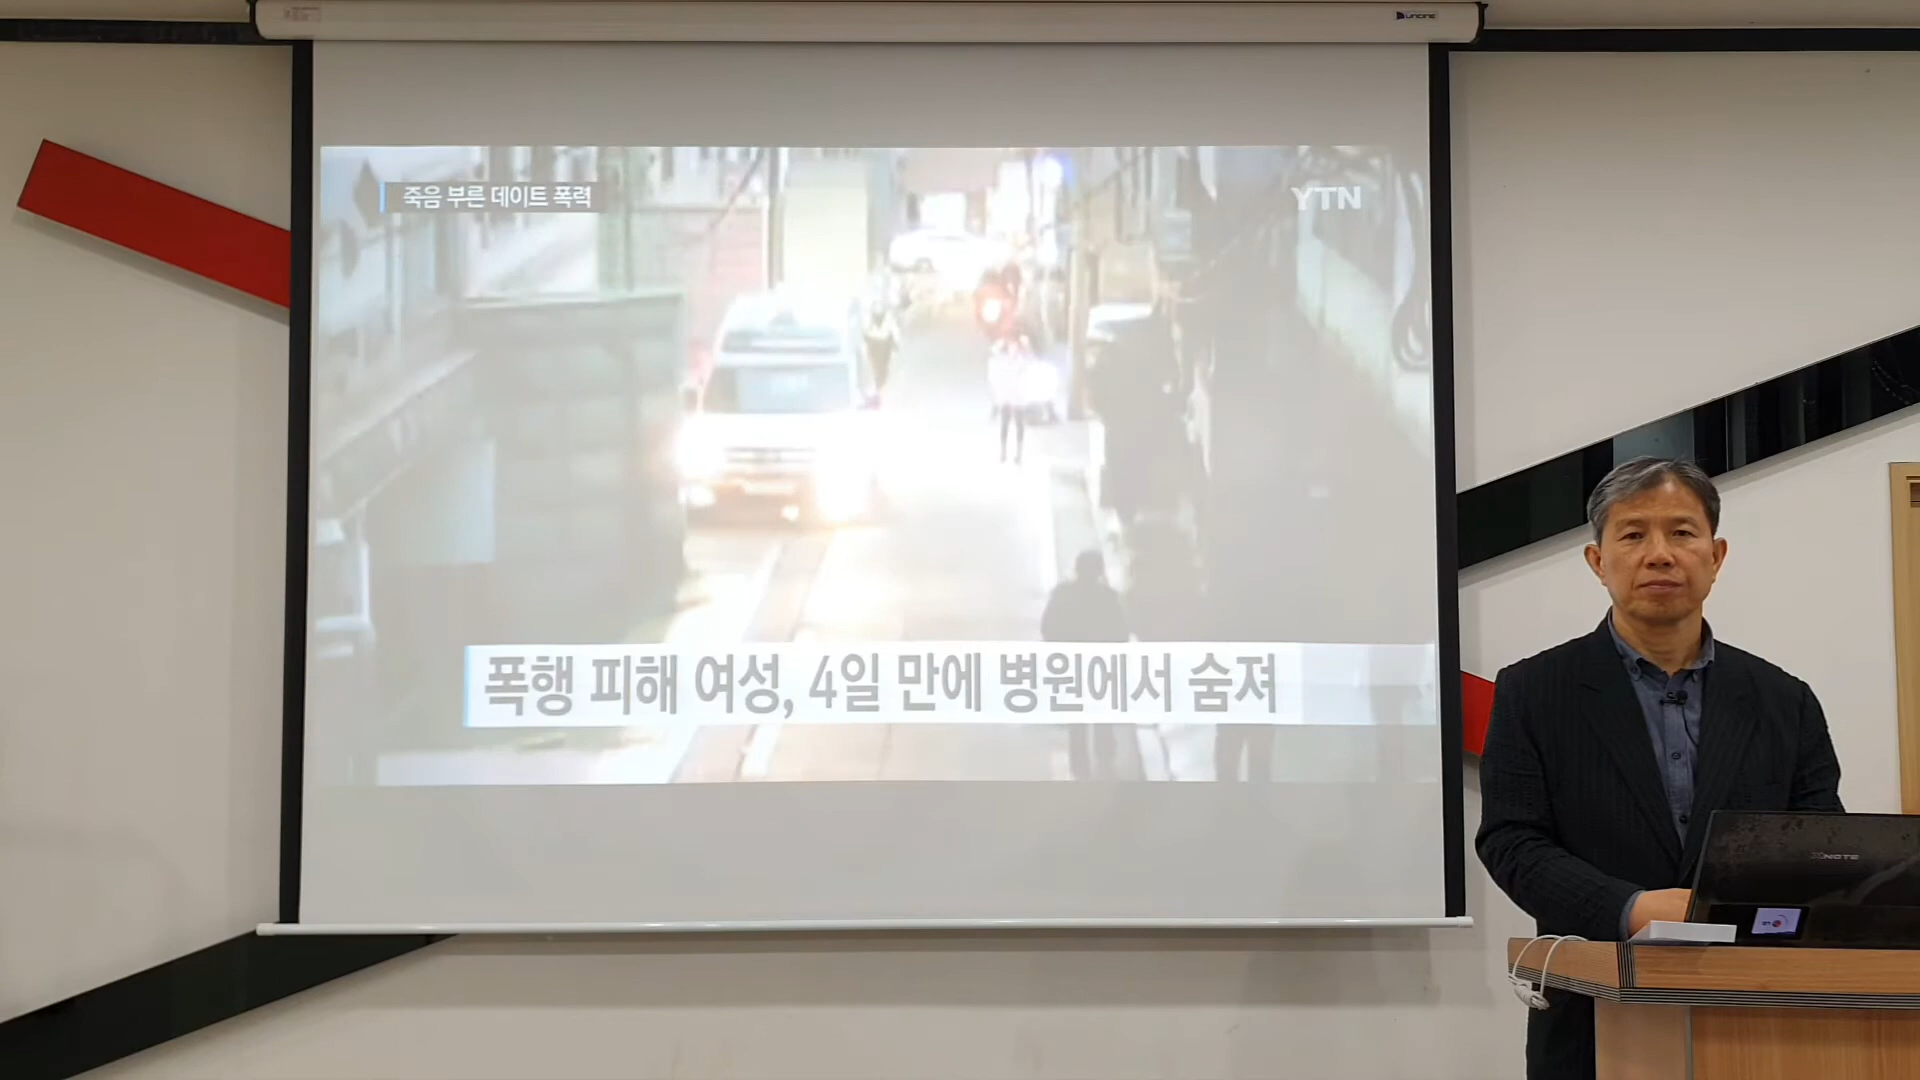 죽음 부른 데이트 폭력
YTN
폭행 피해 여성, 4일 만에 병원에서 숨져
XNOTE